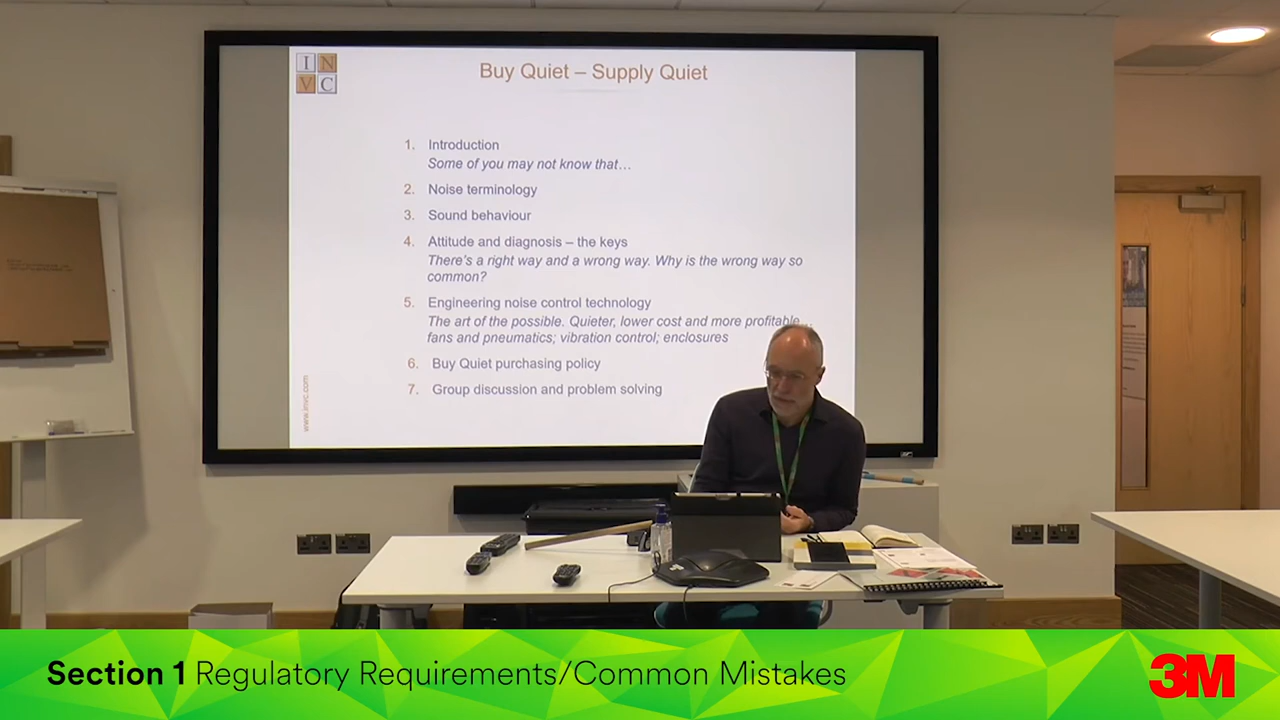 I N
V C
Buy Quiet – Supply Quiet
1. Introduction
Some of you may not know that…
2. Noise terminology
3. Sound behaviour
4. Attitude and diagnosis – the keys
There's a right way and a wrong way. Why is the wrong way so
common?
5. Engineering noise control technology
The art of the possible. Quieter, lower cost and more profitable
fans and pneumatics; vibration control; enclosures
6. Buy Quiet purchasing policy
7. Group discussion and problem solving
www.invc.com
Section 1 Regulatory Requirements/Common Mistakes
3M